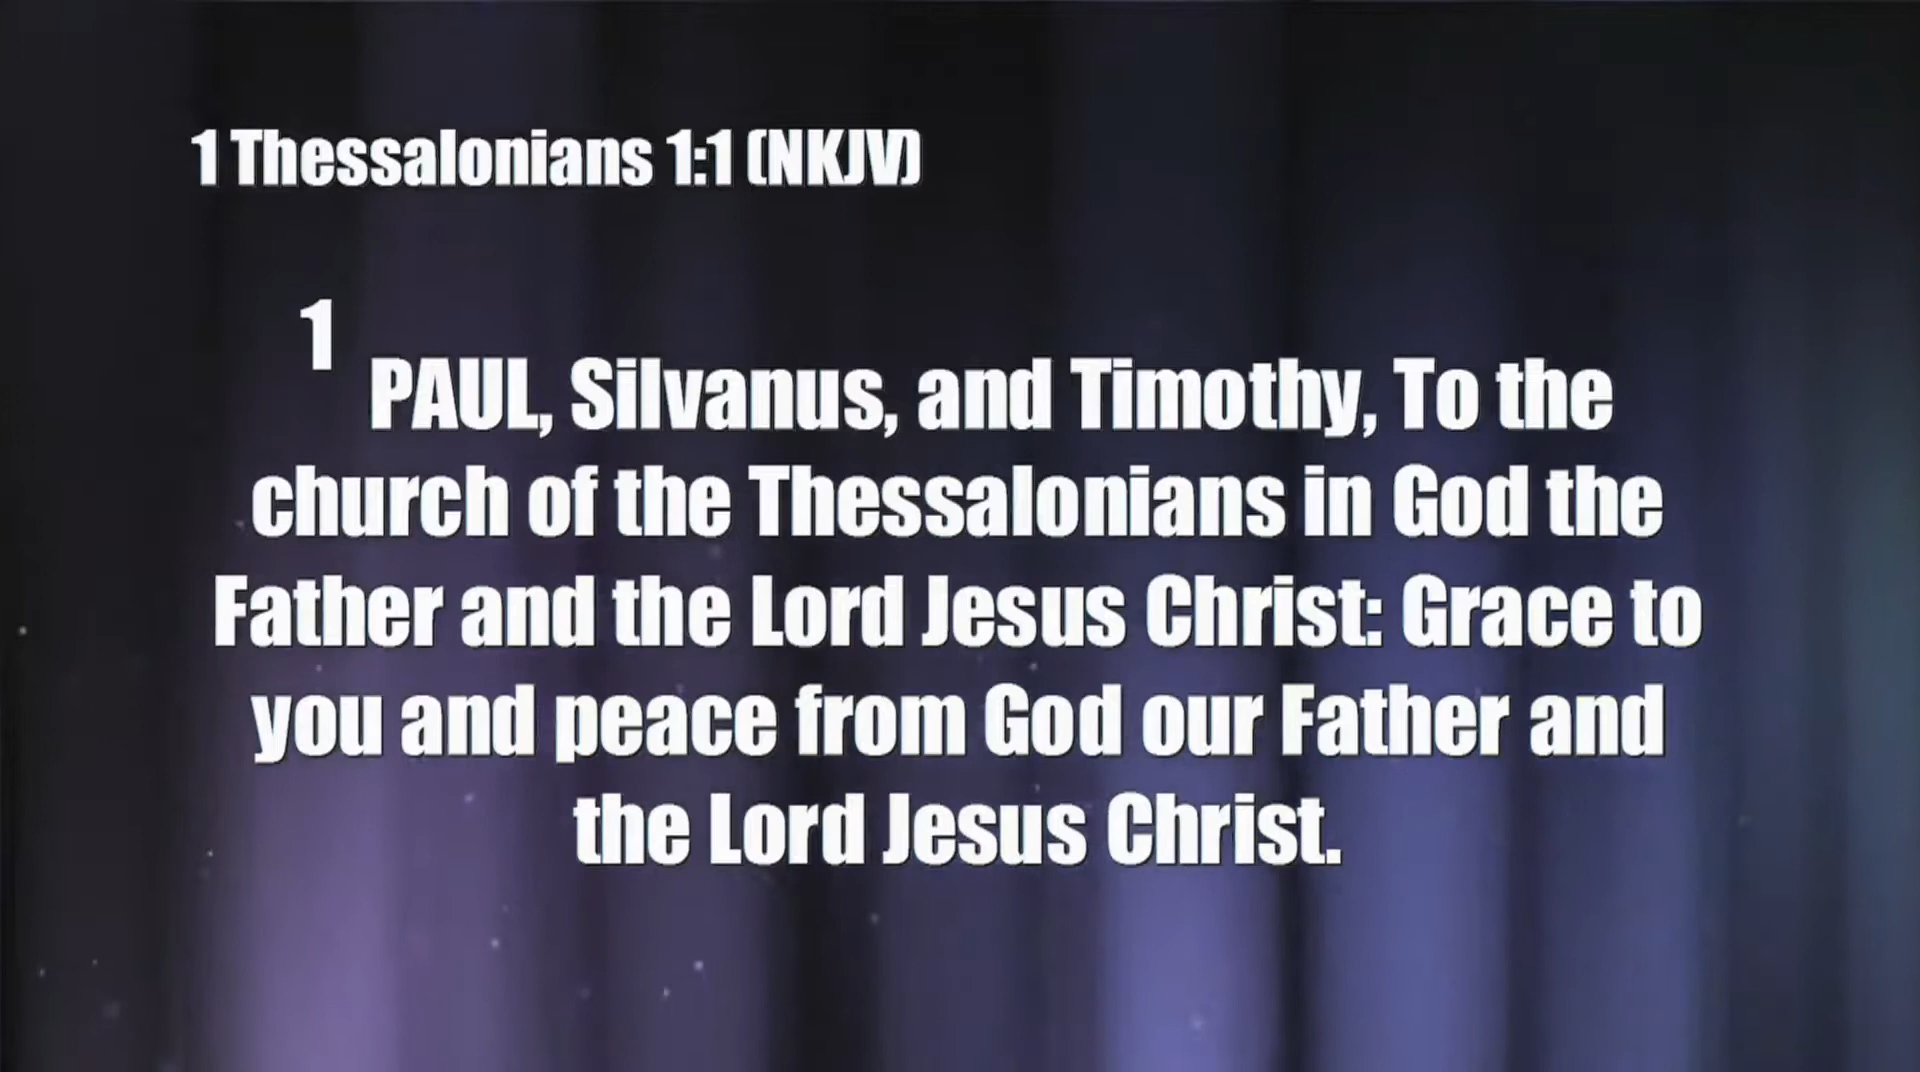 1 Thessalonians 1:1 (NKJV)
1 PAUL, Silvanus, and Timothy, To the
church of the Thessalonians in God the
Father and the Lord Jesus Christ: Grace to
you and peace from God our Father and
the Lord Jesus Christ.